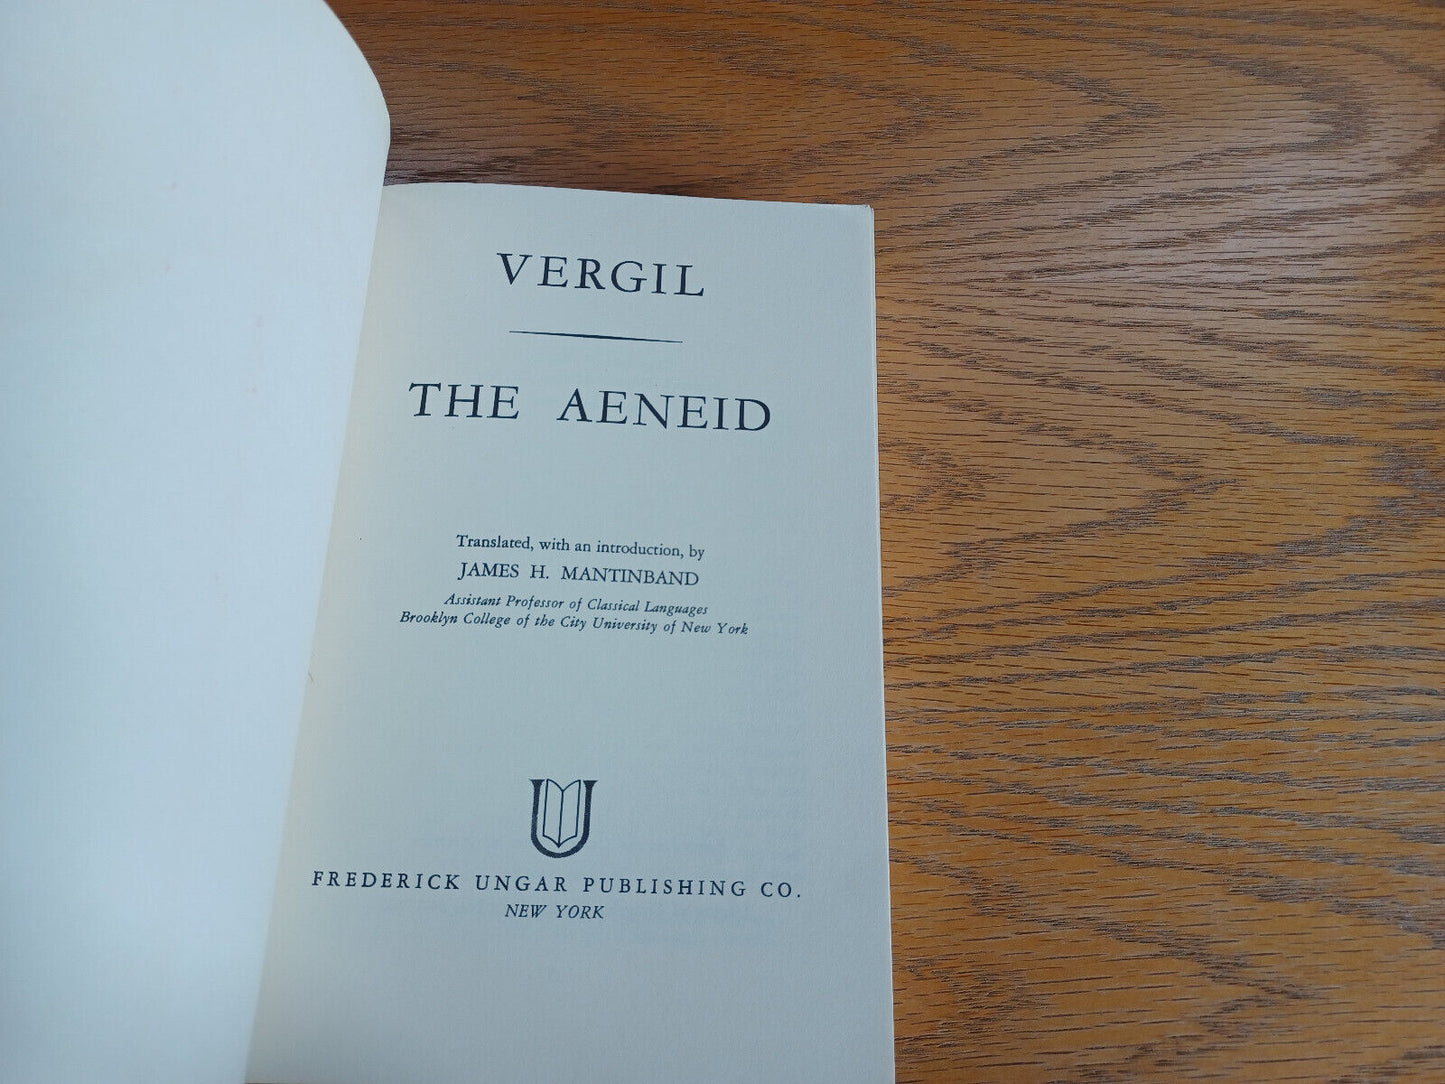 VERGIL
THE AENEID
Translated, with an introduction, by
JAMES H. MANTINBAND
Assistant Professor of Classical Languages
Brooklyn College of the City University of New York
U
FREDERICK UNGAR PUBLISHING CO.
NEW YORK